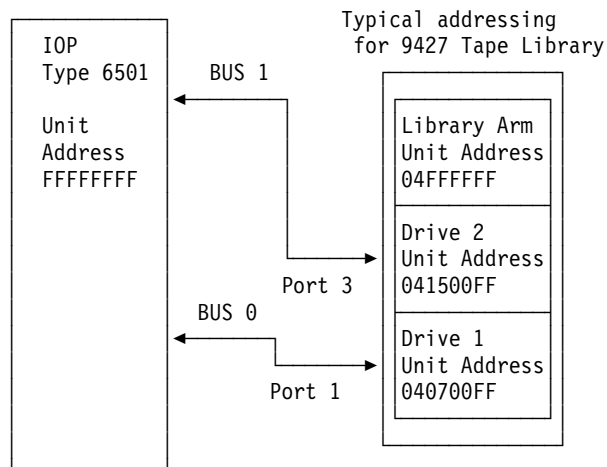 Typical addressing
for 9427 Tape Library
IOP
Type 6501
Unit
Address
FFFFFFFF
BUS 1
Port 3
BUS 0
Port 1
Library Arm
Unit Address
04FFFFFF
Drive 2
Unit Address
041500FF
Drive 1
Unit Address
040700FF